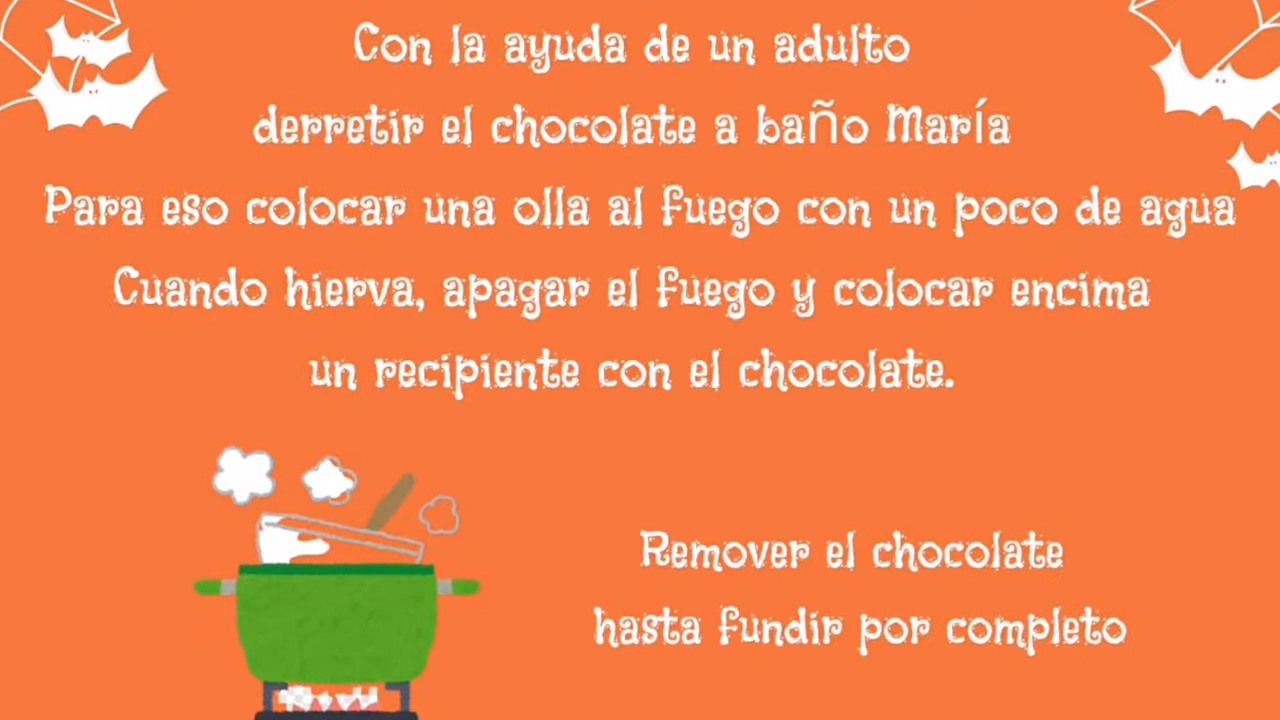 Con la ayuda de un adulto
derretir el chocolate a baño María
Para eso colocar una olla al fuego con un poco de agua
Cuando hierva, apagar el fuego y colocar encima
un recipiente con el chocolate.
Remover el chocolate
hasta fundir por completo